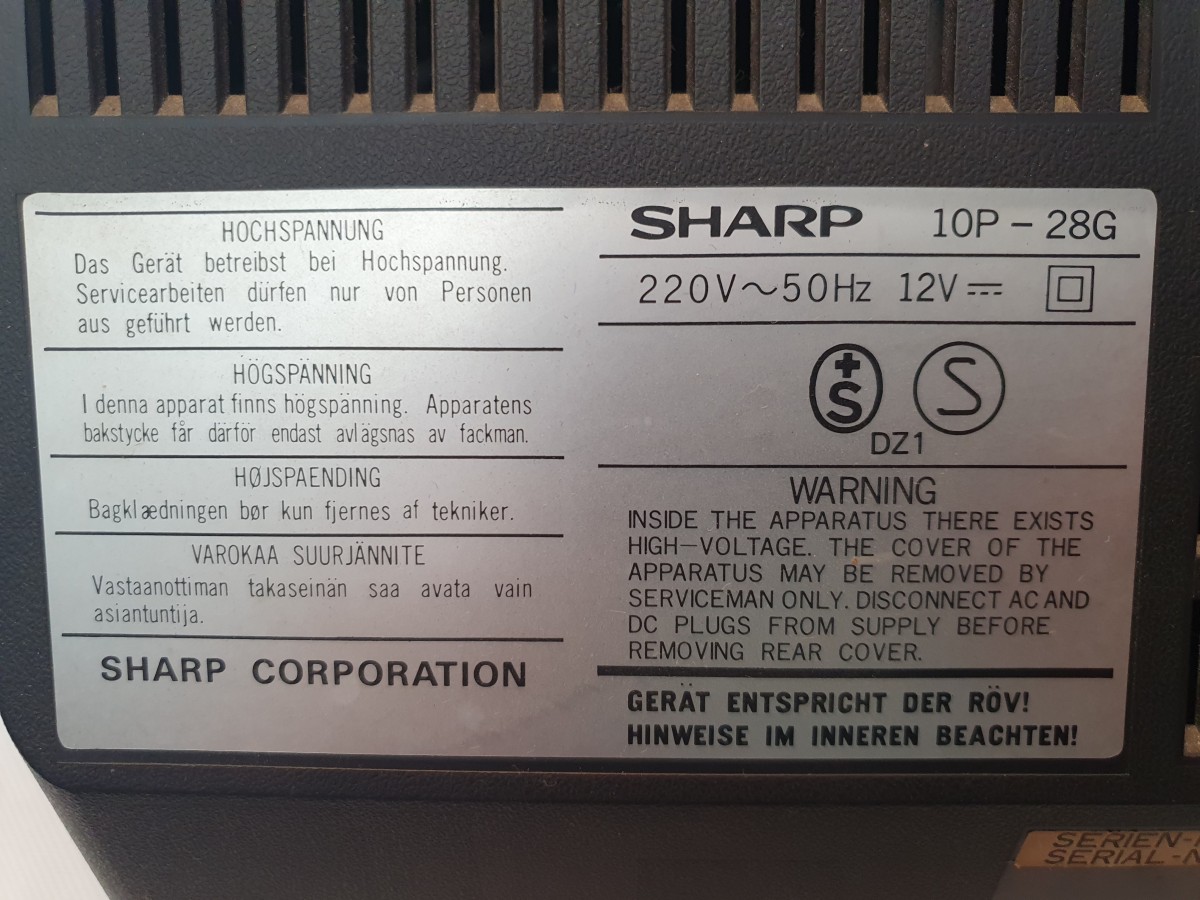 HOCHSPANNUNG
Das Gerät betreibst bei Hochspannung.
Servicearbeiten dürfen nur von Personen
aus geführt werden.
HÖGSPÄNNING
I denna apparat finns högspänning. Apparatens
bakstycke får därför endast avlägsnas av fackman.
HØJSPAENDING
Bagklædningen bør kun fjernes af tekniker.
VAROKAA SUURJÄNNITE
Vastaanottiman takaseinän saa avata vain
asiantuntija.
SHARP CORPORATION
SHARP 10P-28G
220V~50Hz 12V⎓
+S S
DZ1
WARNING
INSIDE THE APPARATUS THERE EXISTS
HIGH-VOLTAGE. THE COVER OF THE
APPARATUS MAY BE REMOVED BY
SERVICEMAN ONLY. DISCONNECT AC AND
DC PLUGS FROM SUPPLY BEFORE
REMOVING REAR COVER.
GERÄT ENTSPRICHT DER RÖV!
HINWEISE IM INNEREN BEACHTEN!
SERIEN-
SERIAL-N